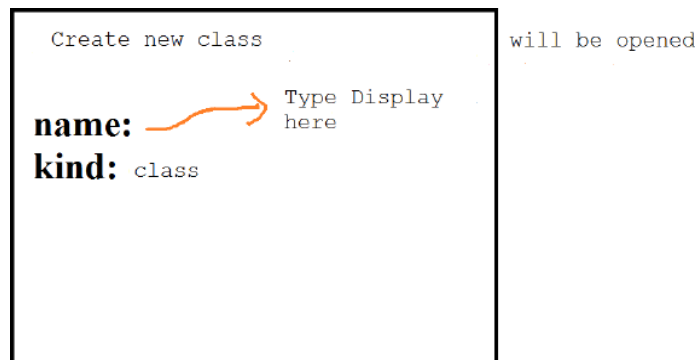 Create new class will be opened
Type Display
here
name:
kind: class